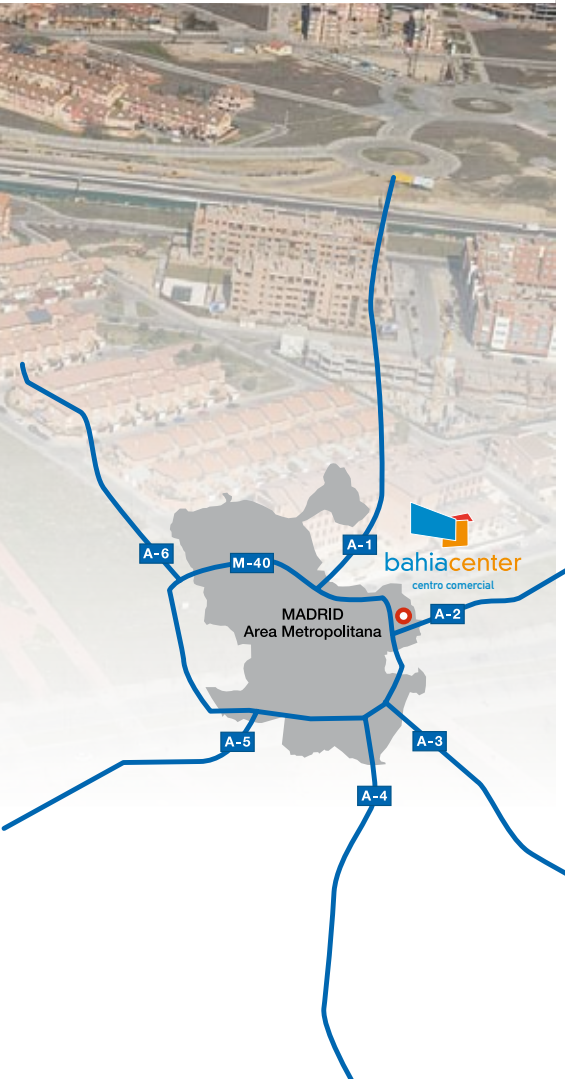 A-6
M-40
A-1
bahiacenter
centro comercial
MADRID
Area Metropolitana
A-2
A-5
A-3
A-4